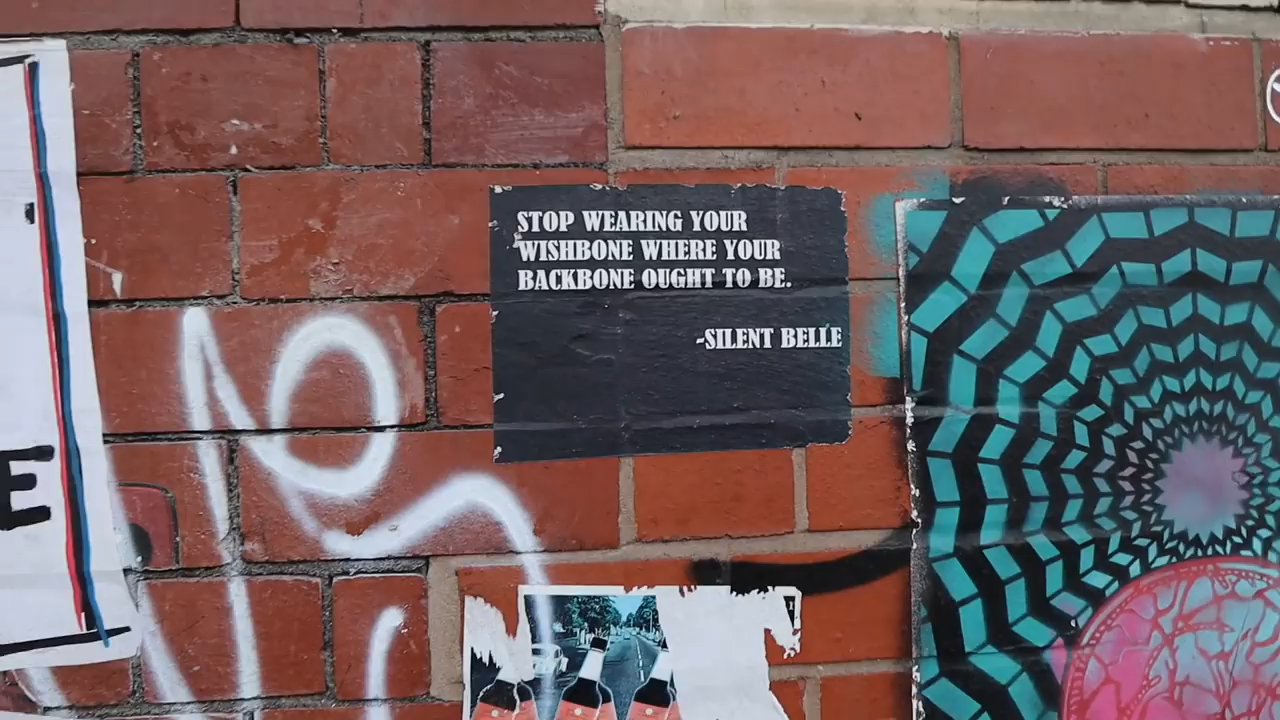 STOP WEARING YOUR
WISHBONE WHERE YOUR
BACKBONE OUGHT TO BE.
-SILENT BELLE
E